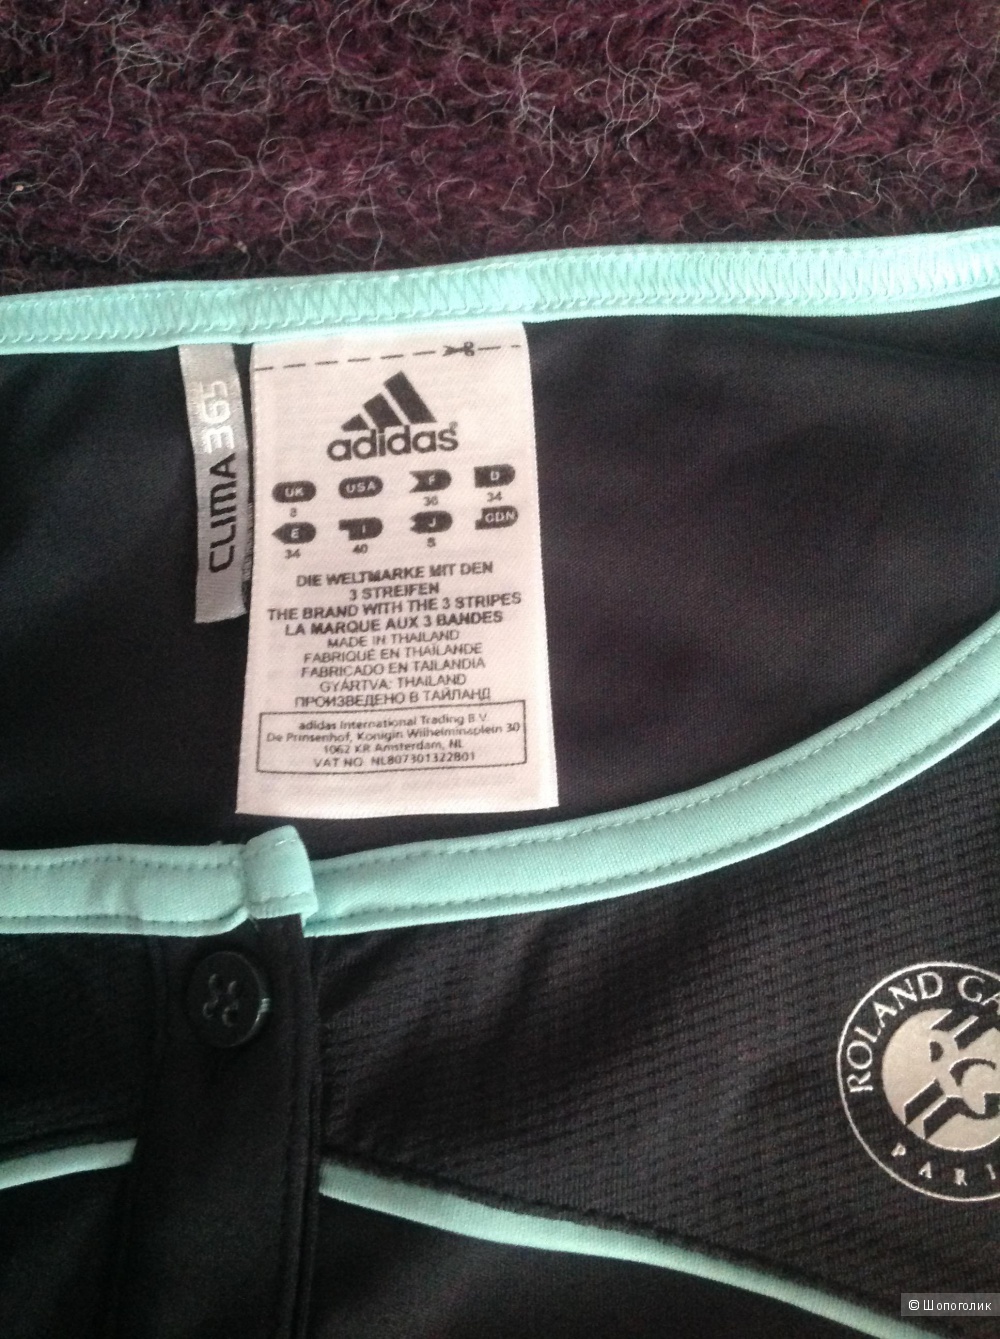 CLIMA 365
adidas
UK USA F D
8 36 34
E I J CDN
34 40 S
DIE WELTMARKE MIT DEN
3 STREIFEN
THE BRAND WITH THE 3 STRIPES
LA MARQUE AUX 3 BANDES
MADE IN THAILAND
FABRIQUÉ EN THAÏLANDE
FABRICADO EN TAILANDIA
GYÁRTVA: THAILAND
ПРОИЗВЕДЕНО В ТАЙЛАНД
adidas International Trading B.V.
De Prinsenhof, Konigin Wilhelminaplein 30
1062 KR Amsterdam, NL
VAT NO. NL807301322B01
ROLAND GA
RG
PARI
© Шопоголик